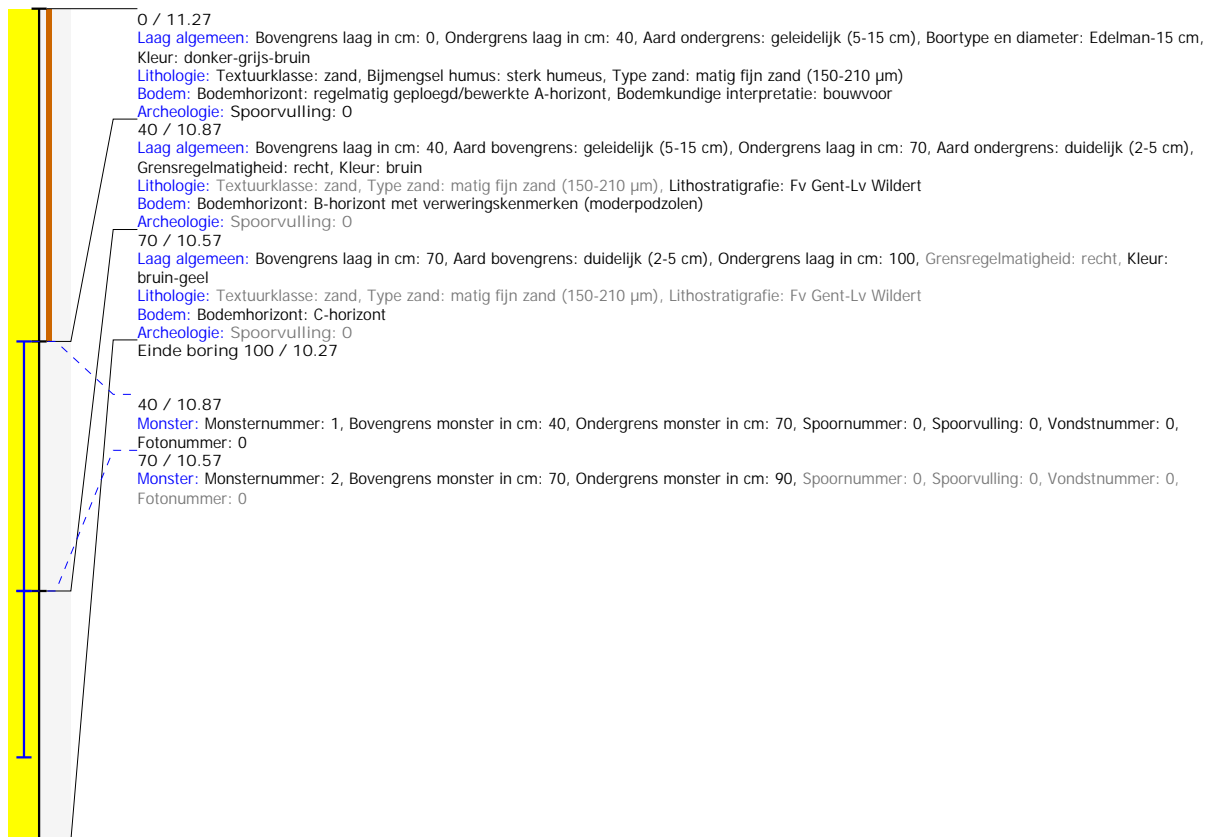 0 / 11.27
Laag algemeen: Bovengrens laag in cm: 0, Ondergrens laag in cm: 40, Aard ondergrens: geleidelijk (5-15 cm), Boortype en diameter: Edelman-15 cm,
Kleur: donker-grijs-bruin
Lithologie: Textuurklasse: zand, Bijmengsel humus: sterk humeus, Type zand: matig fijn zand (150-210 µm)
Bodem: Bodemhorizont: regelmatig geploegd/bewerkte A-horizont, Bodemkundige interpretatie: bouwvoor
Archeologie: Spoorvulling: 0
40 / 10.87
Laag algemeen: Bovengrens laag in cm: 40, Aard bovengrens: geleidelijk (5-15 cm), Ondergrens laag in cm: 70, Aard ondergrens: duidelijk (2-5 cm),
Grensregelmatigheid: recht, Kleur: bruin
Lithologie: Textuurklasse: zand, Type zand: matig fijn zand (150-210 µm), Lithostratigrafie: Fv Gent-Lv Wildert
Bodem: Bodemhorizont: B-horizont met verweringskenmerken (moderpodzolen)
Archeologie: Spoorvulling: 0
70 / 10.57
Laag algemeen: Bovengrens laag in cm: 70, Aard bovengrens: duidelijk (2-5 cm), Ondergrens laag in cm: 100, Grensregelmatigheid: recht, Kleur:
bruin-geel
Lithologie: Textuurklasse: zand, Type zand: matig fijn zand (150-210 µm), Lithostratigrafie: Fv Gent-Lv Wildert
Bodem: Bodemhorizont: C-horizont
Archeologie: Spoorvulling: 0
Einde boring 100 / 10.27
40 / 10.87
Monster: Monsternummer: 1, Bovengrens monster in cm: 40, Ondergrens monster in cm: 70, Spoornummer: 0, Spoorvulling: 0, Vondstnummer: 0,
Fotonummer: 0
70 / 10.57
Monster: Monsternummer: 2, Bovengrens monster in cm: 70, Ondergrens monster in cm: 90, Spoornummer: 0, Spoorvulling: 0, Vondstnummer: 0,
Fotonummer: 0